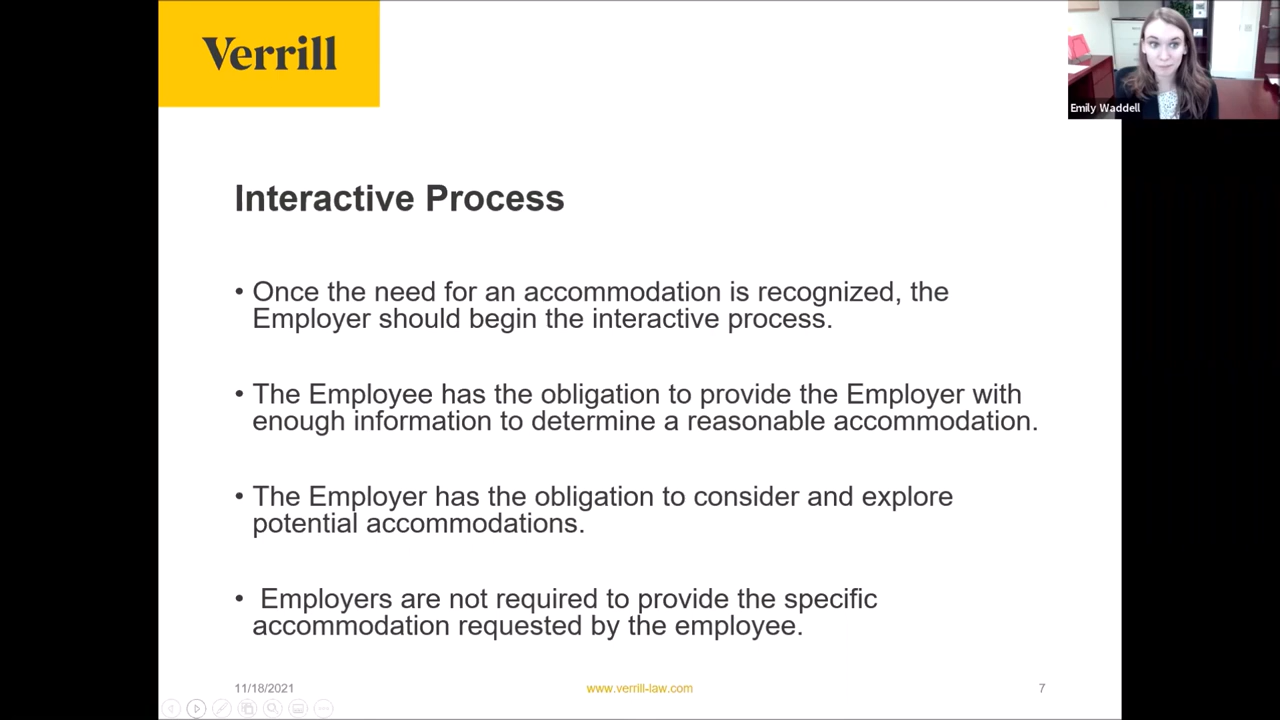 Verrill
Emily Waddell
Interactive Process
• Once the need for an accommodation is recognized, the
Employer should begin the interactive process.
• The Employee has the obligation to provide the Employer with
enough information to determine a reasonable accommodation.
• The Employer has the obligation to consider and explore
potential accommodations.
• Employers are not required to provide the specific
accommodation requested by the employee.
11/18/2021
www.verrill-law.com
7